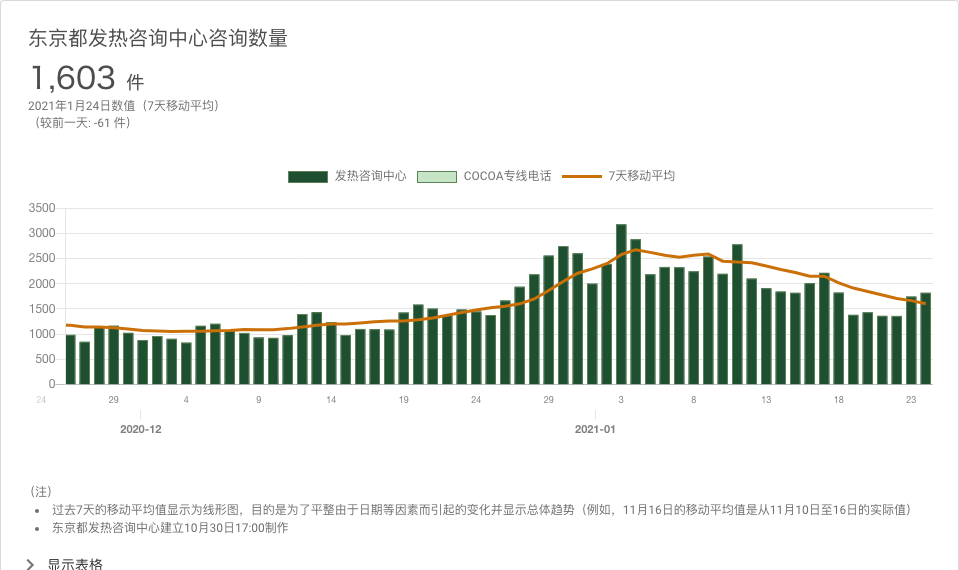 东京都发热咨询中心咨询数量
1,603 件
2021年1月24日数值（7天移动平均）
（较前一天: -61 件）
发热咨询中心 COCOA专线电话 7天移动平均
3500
3000
2500
2000
1500
1000
500
0
24 29 4 9 14 19 24 29 3 8 13 18 23
2020-12 2021-01
（注）
• 过去7天的移动平均值显示为线形图，目的是为了平整由于日期等因素而引起的变化并显示总体趋势（例如，11月16日的移动平均值是从11月10日至16日的实际值）
• 东京都发热咨询中心建立10月30日17:00制作
显示表格